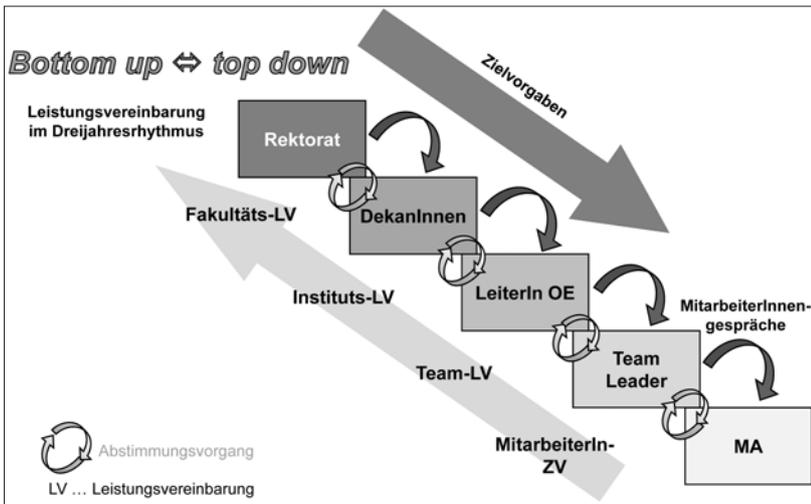 Bottom up ⇔ top down
Zielvorgaben
Leistungsvereinbarung
im Dreijahresrhythmus
Rektorat
Fakultäts-LV
DekanInnen
Instituts-LV
LeiterIn OE
MitarbeiterInnen-
gespräche
Team-LV
Team
Leader
MitarbeiterIn-
ZV
MA
Abstimmungsvorgang
LV ... Leistungsvereinbarung